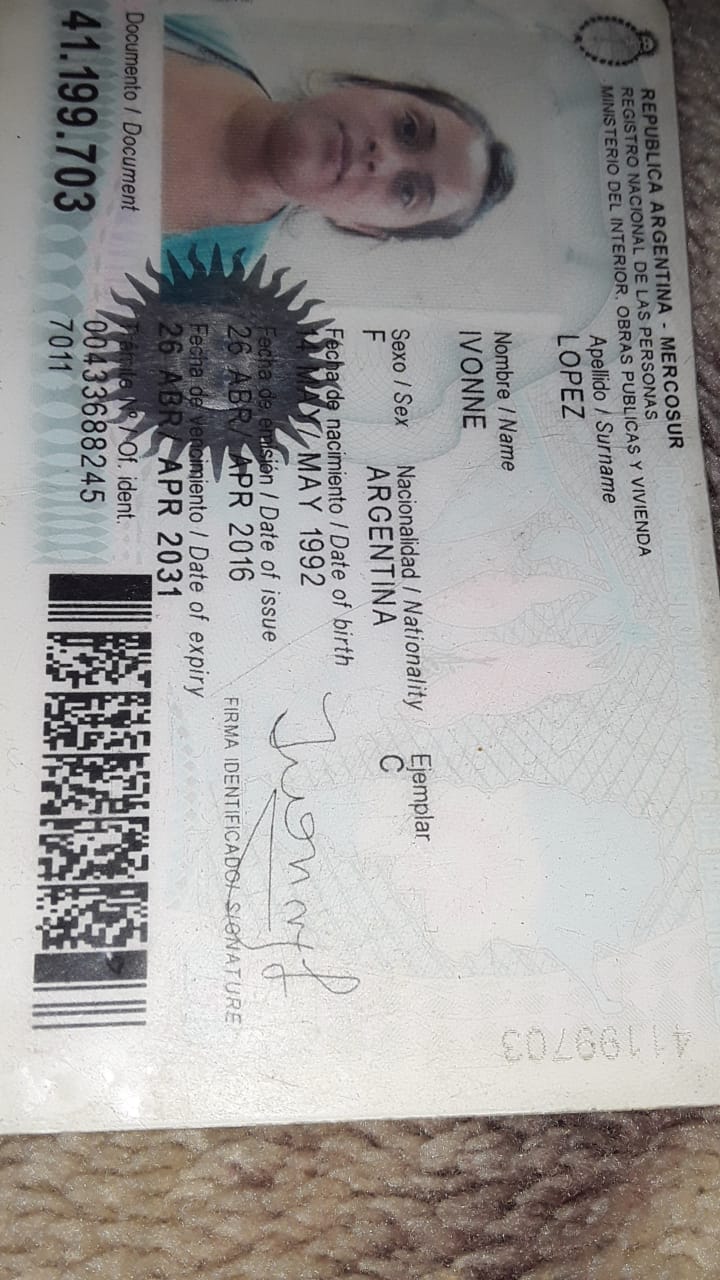 REPUBLICA ARGENTINA - MERCOSUR
REGISTRO NACIONAL DE LAS PERSONAS
MINISTERIO DEL INTERIOR, OBRAS PUBLICAS Y VIVIENDA
Apellido / Surname
LOPEZ
Nombre / Name
IVONNE
Sexo / Sex Nacionalidad / Nationality Ejemplar
F ARGENTINA C
Fecha de nacimiento / Date of birth
14 MAY/ MAY 1992
Fecha de emisión / Date of issue
26 ABR/ APR 2016
Fecha de vencimiento / Date of expiry
26 ABR/ APR 2031
FIRMA IDENTIFICADO/ SIGNATURE
Documento / Document
41.199.703
Trámite Nº / Of. ident.
00433688245
7011